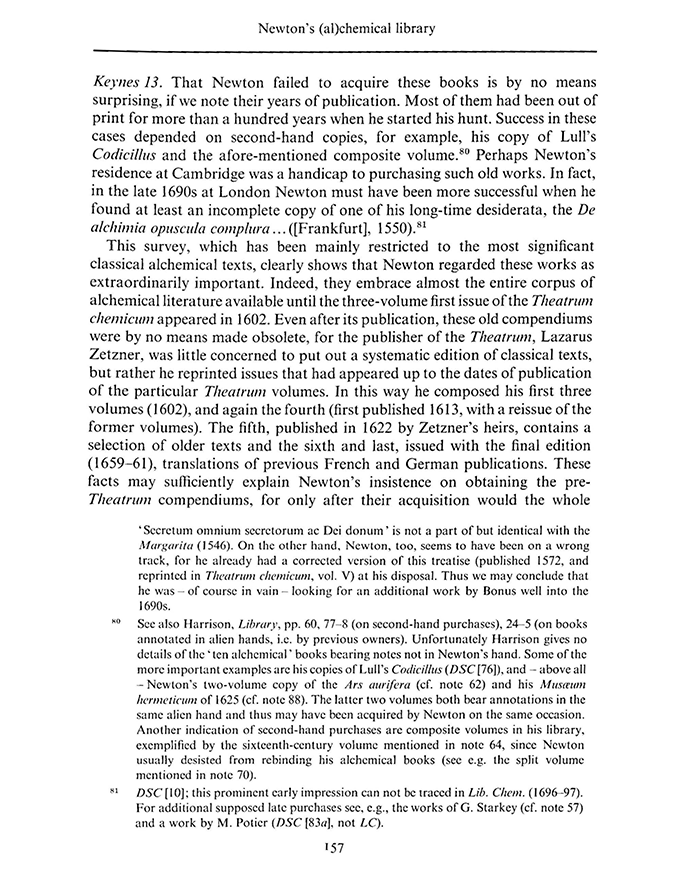 Newton's (al)chemical library
Keynes 13. That Newton failed to acquire these books is by no means
surprising, if we note their years of publication. Most of them had been out of
print for more than a hundred years when he started his hunt. Success in these
cases depended on second-hand copies, for example, his copy of Lull's
Codicillus and the afore-mentioned composite volume.80 Perhaps Newton's
residence at Cambridge was a handicap to purchasing such old works. In fact,
in the late 1690s at London Newton must have been more successful when he
found at least an incomplete copy of one of his long-time desiderata, the De
alchimia opuscula complura...([Frankfurt], 1550).81
This survey, which has been mainly restricted to the most significant
classical alchemical texts, clearly shows that Newton regarded these works as
extraordinarily important. Indeed, they embrace almost the entire corpus of
alchemical literature available until the three-volume first issue of the Theatrum
chemicum appeared in 1602. Even after its publication, these old compendiums
were by no means made obsolete, for the publisher of the Theatrum, Lazarus
Zetzner, was little concerned to put out a systematic edition of classical texts,
but rather he reprinted issues that had appeared up to the dates of publication
of the particular Theatrum volumes. In this way he composed his first three
volumes (1602), and again the fourth (first published 1613, with a reissue of the
former volumes). The fifth, published in 1622 by Zetzner's heirs, contains a
selection of older texts and the sixth and last, issued with the final edition
(1659–61), translations of previous French and German publications. These
facts may sufficiently explain Newton's insistence on obtaining the pre-
Theatrum compendiums, for only after their acquisition would the whole
'Secretum omnium secretorum ac Dei donum' is not a part of but identical with the
Margarita (1546). On the other hand, Newton, too, seems to have been on a wrong
track, for he already had a corrected version of this treatise (published 1572, and
reprinted in Theatrum chemicum, vol. V) at his disposal. Thus we may conclude that
he was – of course in vain – looking for an additional work by Bonus well into the
1690s.
80 See also Harrison, Library, pp. 60, 77–8 (on second-hand purchases), 24–5 (on books
annotated in alien hands, i.e. by previous owners). Unfortunately Harrison gives no
details of the 'ten alchemical' books bearing notes not in Newton's hand. Some of the
more important examples are his copies of Lull's Codicillus (DSC [76]), and – above all
– Newton's two-volume copy of the Ars aurifera (cf. note 62) and his Musæum
hermeticum of 1625 (cf. note 88). The latter two volumes both bear annotations in the
same alien hand and thus may have been acquired by Newton on the same occasion.
Another indication of second-hand purchases are composite volumes in his library,
exemplified by the sixteenth-century volume mentioned in note 64, since Newton
usually desisted from rebinding his alchemical books (see e.g. the split volume
mentioned in note 70).
81 DSC [10]; this prominent early impression can not be traced in Lib. Chem. (1696–97).
For additional supposed late purchases see, e.g., the works of G. Starkey (cf. note 57)
and a work by M. Potier (DSC [83a], not LC).
157